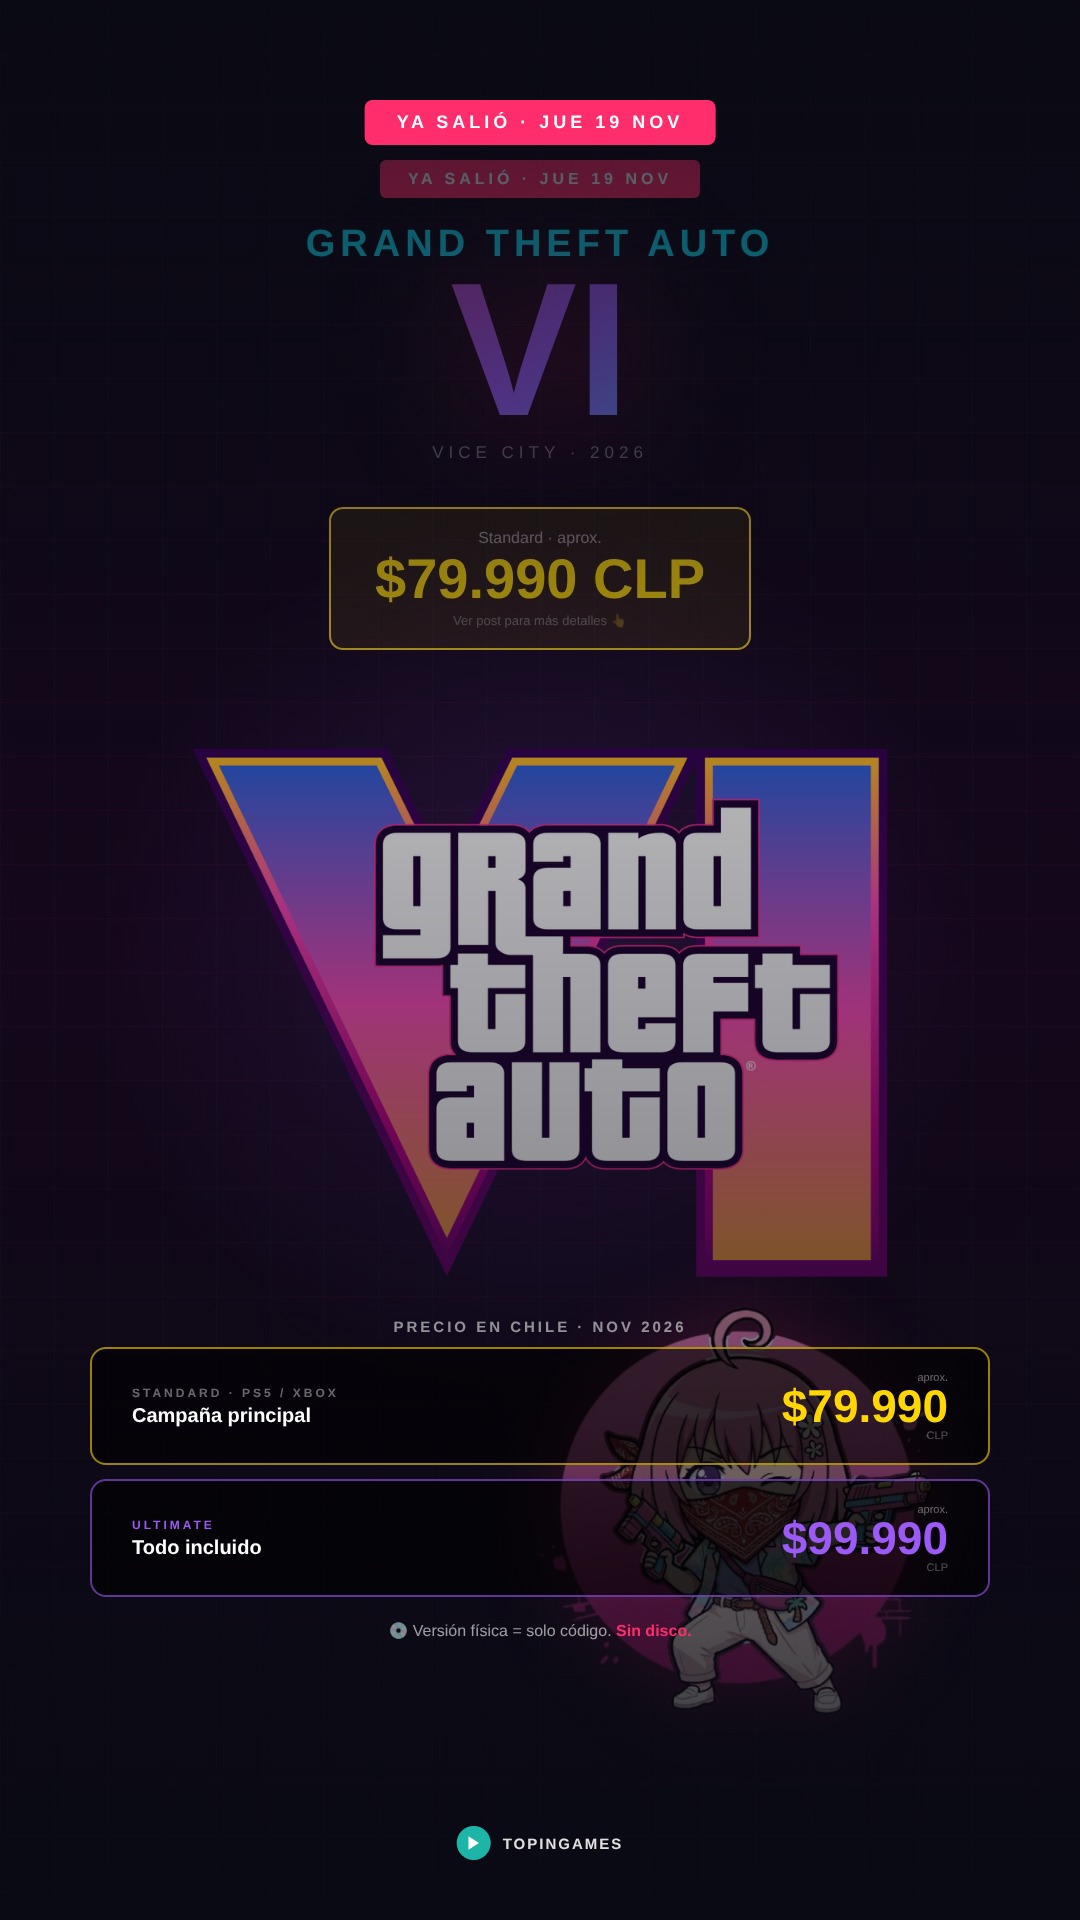 YA SALIÓ · JUE 19 NOV
YA SALIÓ · JUE 19 NOV
GRAND THEFT AUTO
VI
VICE CITY · 2026
Standard · aprox.
$79.990 CLP
Ver post para más detalles 👆
VI
grand
theft
auto®
PRECIO EN CHILE · NOV 2026
STANDARD · PS5 / XBOX
Campaña principal
aprox.
$79.990
CLP
ULTIMATE
Todo incluido
aprox.
$99.990
CLP
💿 Versión física = solo código. Sin disco.
TOPINGAMES